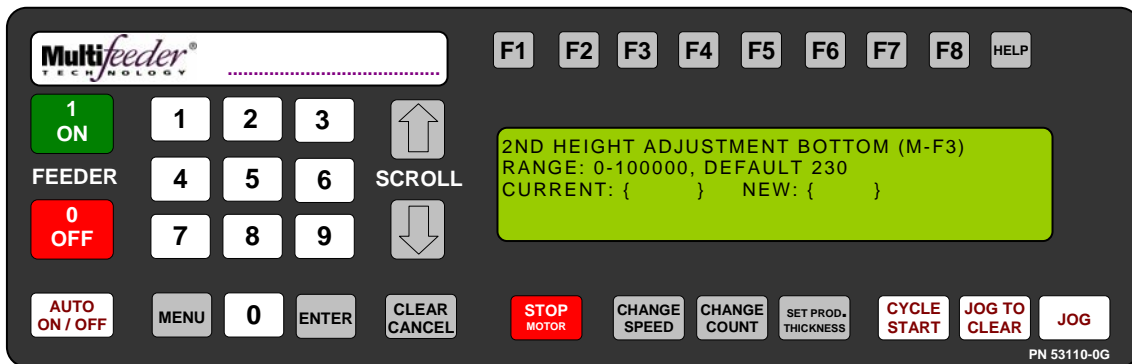 Multifeeder®
TECHNOLOGY
F1 F2 F3 F4 F5 F6 F7 F8 HELP
1
ON
1 2 3
FEEDER
4 5 6
SCROLL
0
OFF
7 8 9
2ND HEIGHT ADJUSTMENT BOTTOM (M-F3)
RANGE: 0-100000, DEFAULT 230
CURRENT: { } NEW: { }
AUTO
ON / OFF
MENU
0
ENTER
CLEAR
CANCEL
STOP
MOTOR
CHANGE
SPEED
CHANGE
COUNT
SET PROD.
THICKNESS
CYCLE
START
JOG TO
CLEAR
JOG
PN 53110-0G